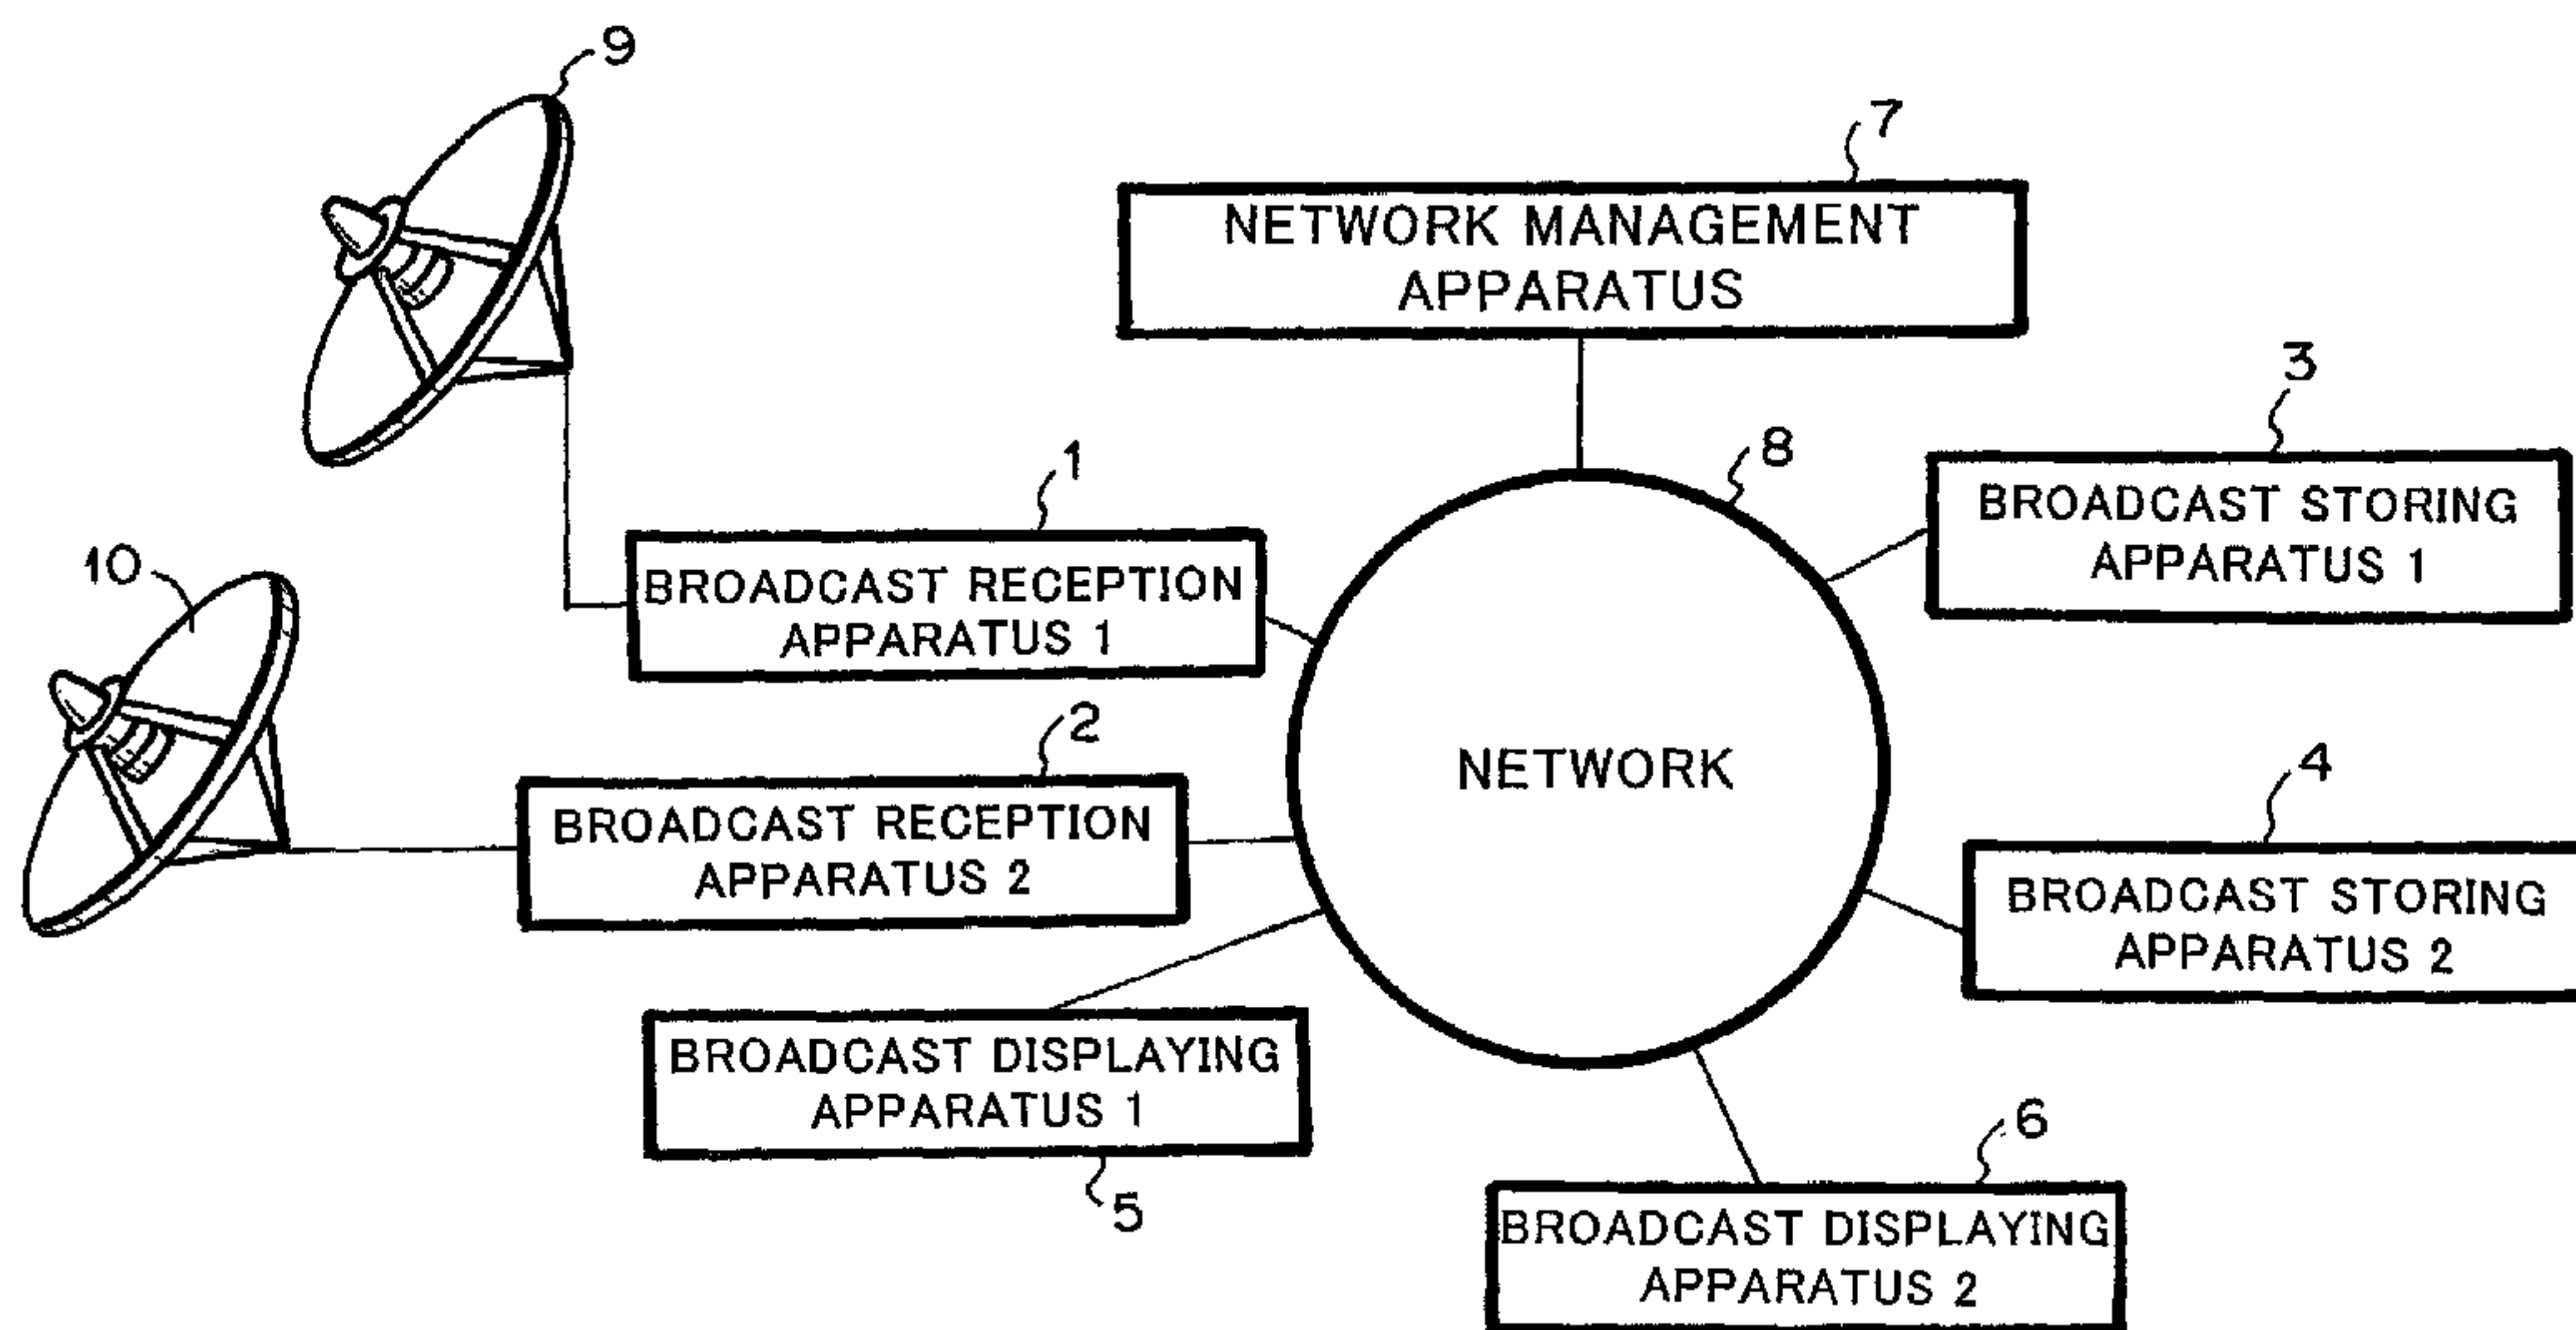 9
7
NETWORK MANAGEMENT
APPARATUS
3
8
BROADCAST STORING
APPARATUS 1
1
BROADCAST RECEPTION
APPARATUS 1
10
2
BROADCAST RECEPTION
APPARATUS 2
NETWORK
4
BROADCAST STORING
APPARATUS 2
BROADCAST DISPLAYING
APPARATUS 1
5
6
BROADCAST DISPLAYING
APPARATUS 2